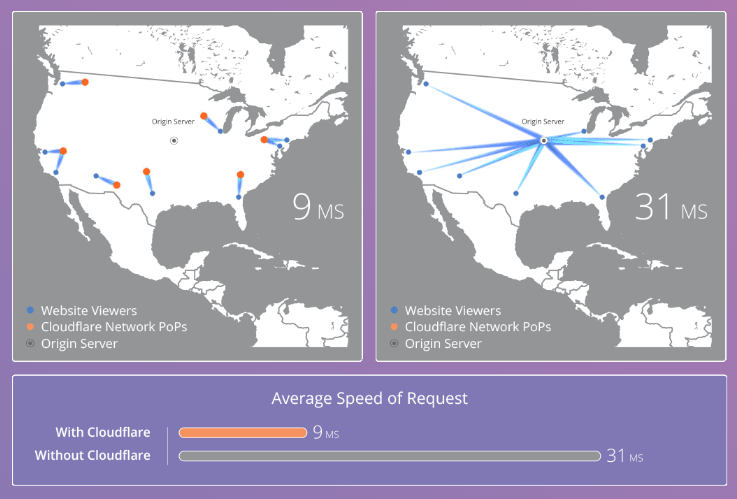 Origin Server
9 MS
Website Viewers
Cloudflare Network PoPs
Origin Server
Origin Server
31 MS
Website Viewers
Cloudflare Network PoPs
Origin Server
Average Speed of Request
With Cloudflare 9 MS
Without Cloudflare 31 MS